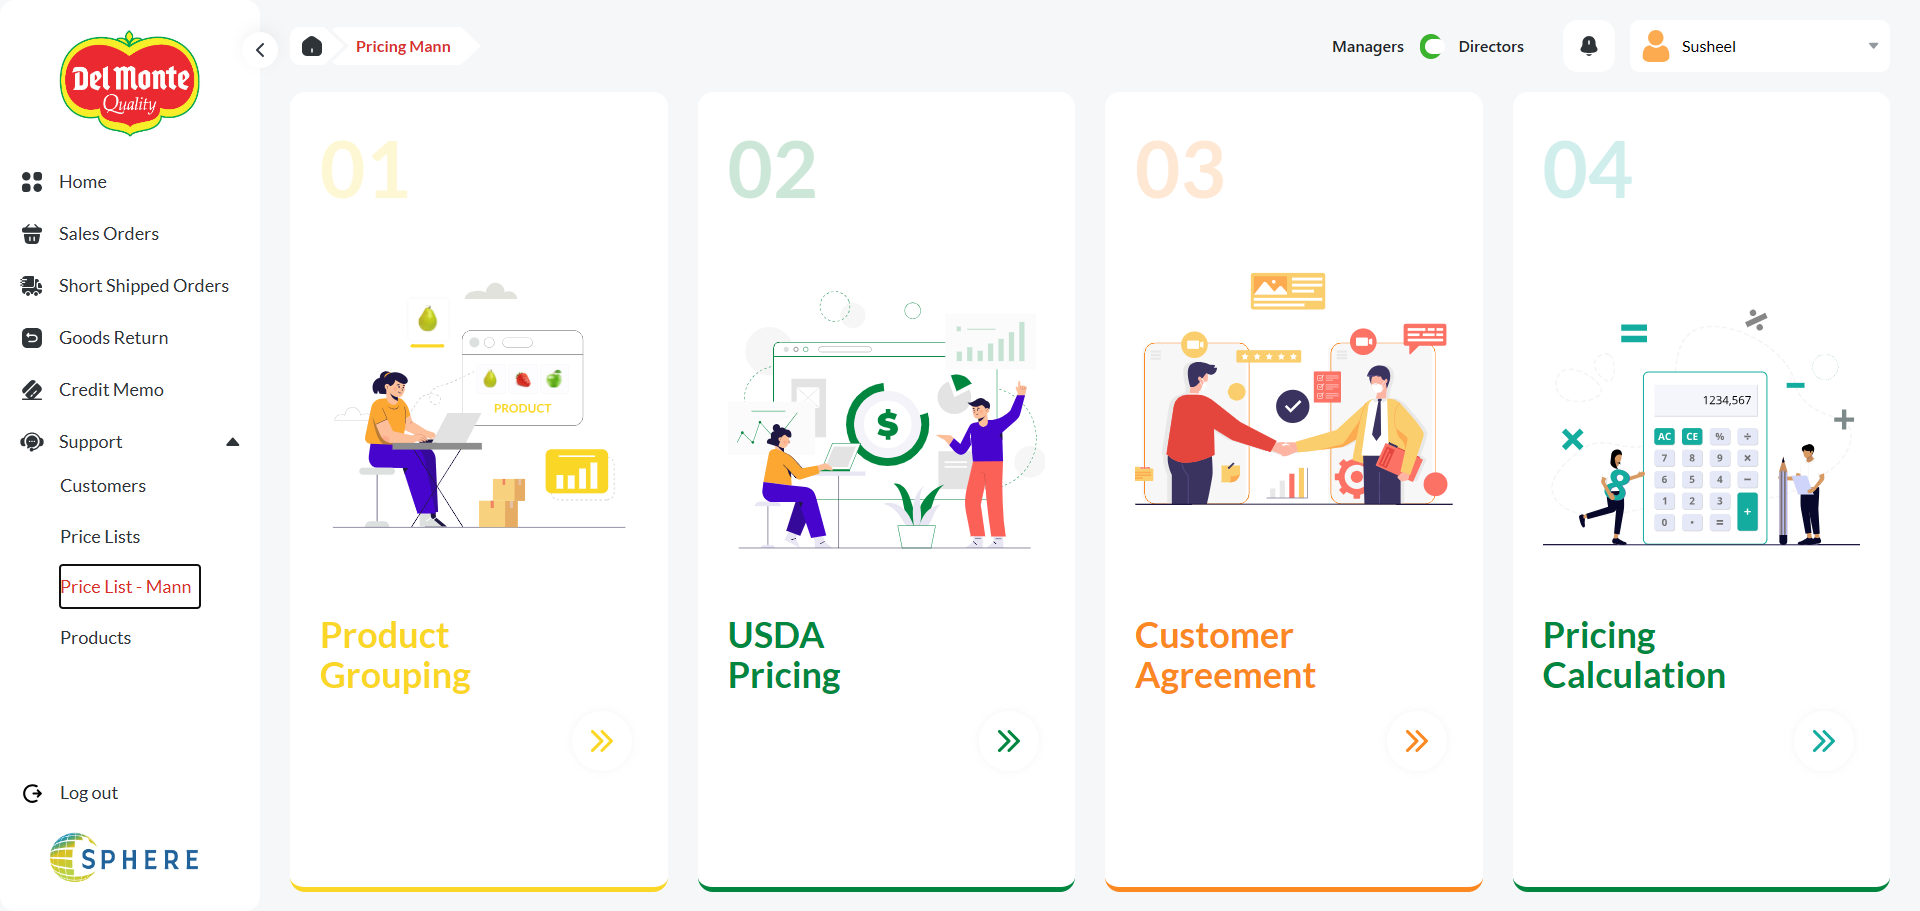 Del Monte
Quality
Home
Sales Orders
Short Shipped Orders
Goods Return
Credit Memo
Support
Customers
Price Lists
Price List - Mann
Products
Log out
SPHERE
Pricing Mann
Managers
Directors
Susheel
01
PRODUCT
Product
Grouping
02
$
USDA
Pricing
03
Customer
Agreement
04
1234,567
AC CE % ÷
7 8 9 ×
6 5 4 −
1 2 3 +
0 · =
Pricing
Calculation